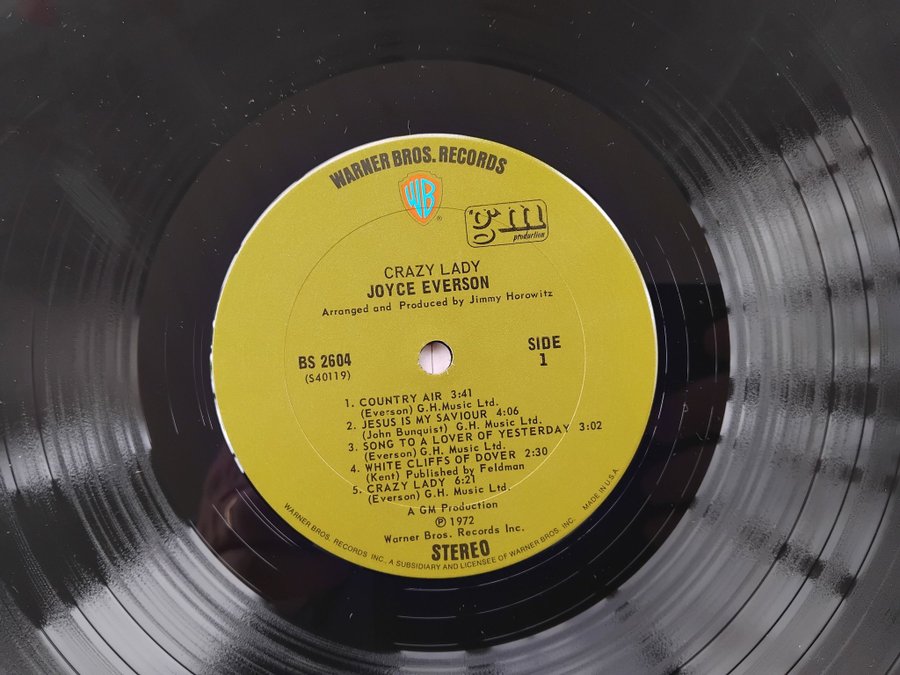 WARNER BROS. RECORDS
WB
®
gm
production
CRAZY LADY
JOYCE EVERSON
Arranged and Produced by Jimmy Horowitz
BS 2604
(S40119)
SIDE
1
1. COUNTRY AIR 3:41
(Everson) G.H. Music Ltd.
2. JESUS IS MY SAVIOUR 4:06
(John Bunquist) G.H. Music Ltd.
3. SONG TO A LOVER OF YESTERDAY 3:02
(Everson) G.H. Music Ltd.
4. WHITE CLIFFS OF DOVER 2:30
(Kent) Published by Feldman
5. CRAZY LADY 6:21
(Everson) G.H. Music Ltd.
A GM Production
Ⓟ 1972
Warner Bros. Records Inc.
STEREO
WARNER BROS. RECORDS INC., A SUBSIDIARY AND LICENSEE OF WARNER BROS. INC. MADE IN U.S.A.